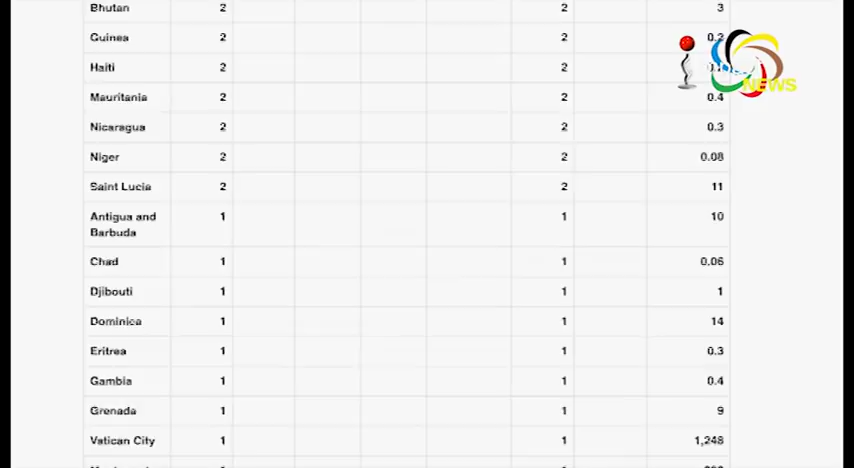 Bhutan 2 2 3
Guinea 2 2 0.2
Haiti 2 2
Mauritania 2 2 0.4
Nicaragua 2 2 0.3
Niger 2 2 0.08
Saint Lucia 2 2 11
Antigua and 1 1 10
Barbuda
Chad 1 1 0.06
Djibouti 1 1 1
Dominica 1 1 14
Eritrea 1 1 0.3
Gambia 1 1 0.4
Grenada 1 1 9
Vatican City 1 1 1,248
NEWS